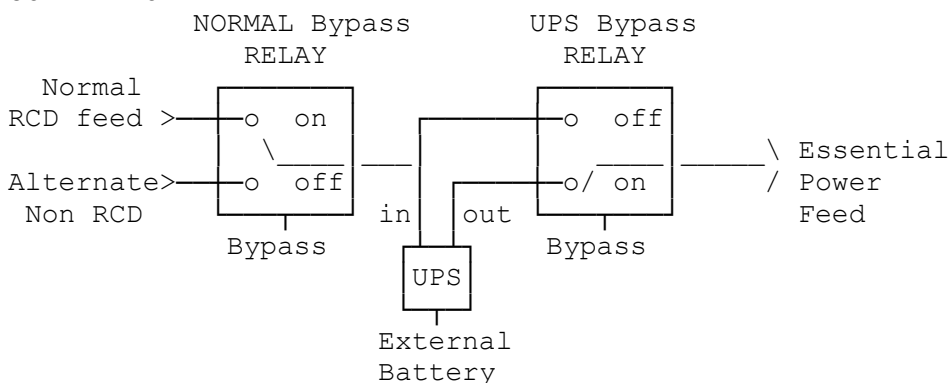 NORMAL Bypass UPS Bypass
RELAY RELAY
Normal
RCD feed > o on o off
Alternate> o off o/ on \ Essential
Non RCD in out / Power
Feed
Bypass Bypass
UPS
External
Battery